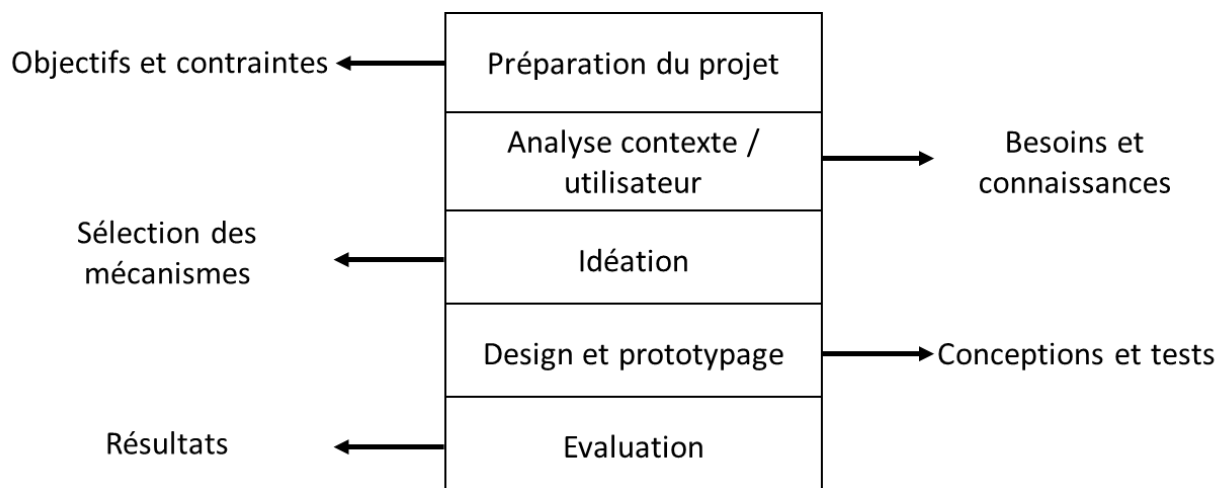 Objectifs et contraintes
Préparation du projet
Analyse contexte /
utilisateur
Besoins et
connaissances
Sélection des
mécanismes
Idéation
Design et prototypage
Conceptions et tests
Résultats
Evaluation